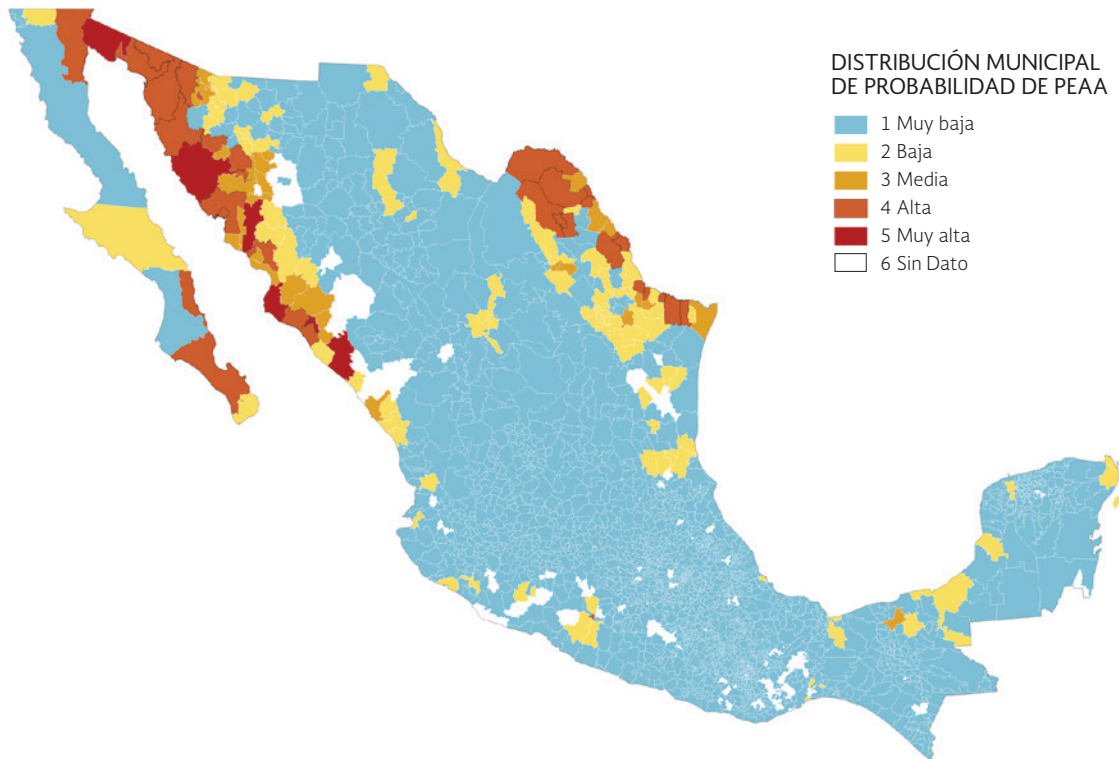 DISTRIBUCIÓN MUNICIPAL
DE PROBABILIDAD DE PEAA
1 Muy baja
2 Baja
3 Media
4 Alta
5 Muy alta
6 Sin Dato